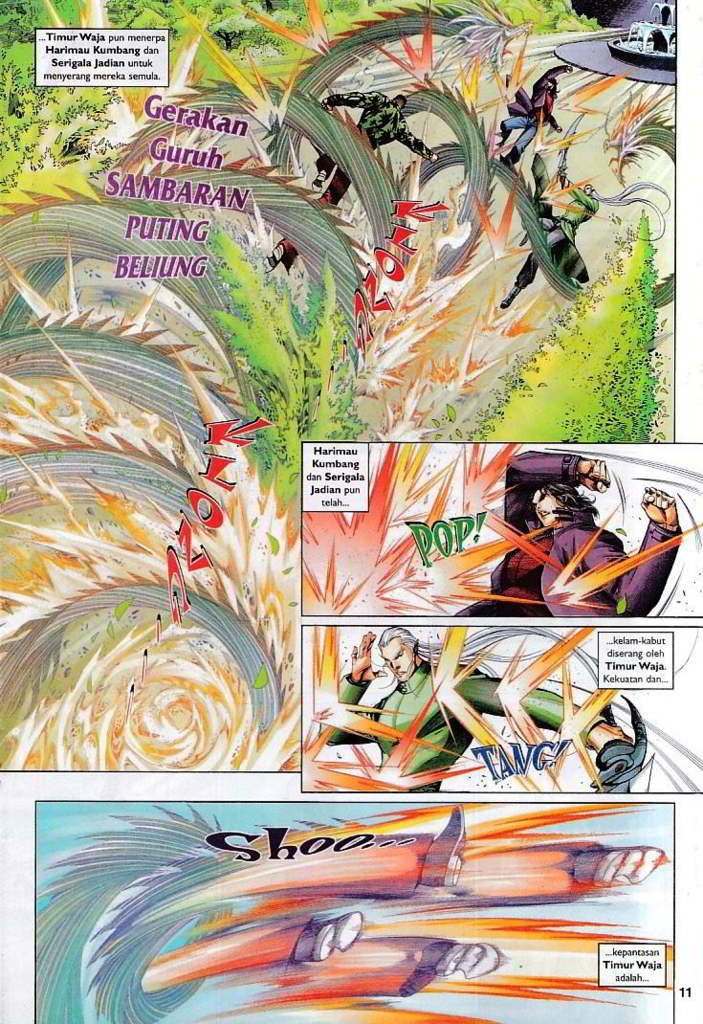 ...Timur Waja pun menerpa
Harimau Kumbang dan
Serigala Jadian untuk
menyerang mereka semula.
Gerakan
Guruh
SAMBARAN
PUTING
BELIUNG
ZZOKK
ZZOKK
Harimau
Kumbang
dan Serigala
Jadian pun
telah...
POP!
...kelam-kabut
diserang oleh
Timur Waja.
Kekuatan dan...
TANG!
Shoo...
...kepantasan
Timur Waja
adalah...
11